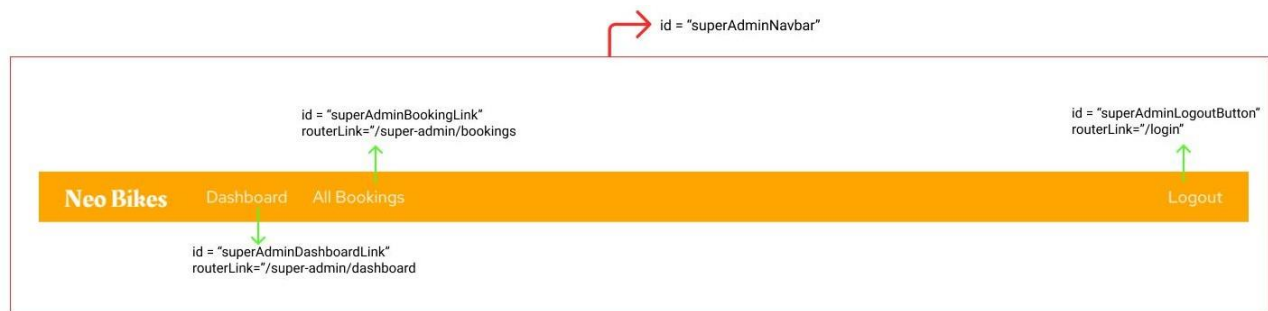 id = “superAdminNavbar”
id = “superAdminBookingLink”
routerLink=”/super-admin/bookings
id = “superAdminLogoutButton”
routerLink=”/login”
Neo Bikes Dashboard All Bookings Logout
id = “superAdminDashboardLink”
routerLink=”/super-admin/dashboard